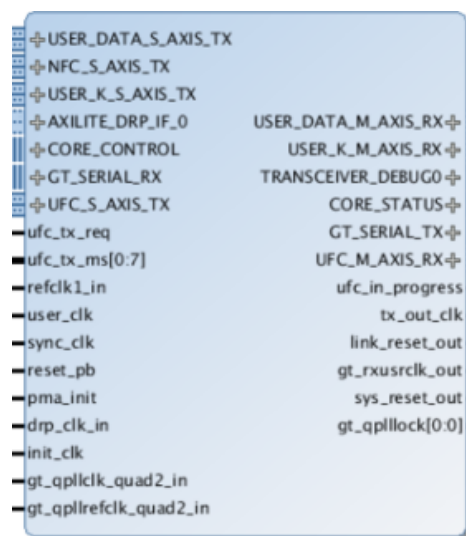 USER_DATA_S_AXIS_TX
NFC_S_AXIS_TX
USER_K_S_AXIS_TX
AXILITE_DRP_IF_0
CORE_CONTROL
GT_SERIAL_RX
UFC_S_AXIS_TX
ufc_tx_req
ufc_tx_ms[0:7]
refclk1_in
user_clk
sync_clk
reset_pb
pma_init
drp_clk_in
init_clk
gt_qpllclk_quad2_in
gt_qpllrefclk_quad2_in
USER_DATA_M_AXIS_RX
USER_K_M_AXIS_RX
TRANSCEIVER_DEBUG0
CORE_STATUS
GT_SERIAL_TX
UFC_M_AXIS_RX
ufc_in_progress
tx_out_clk
link_reset_out
gt_rxusrclk_out
sys_reset_out
gt_qplllock[0:0]